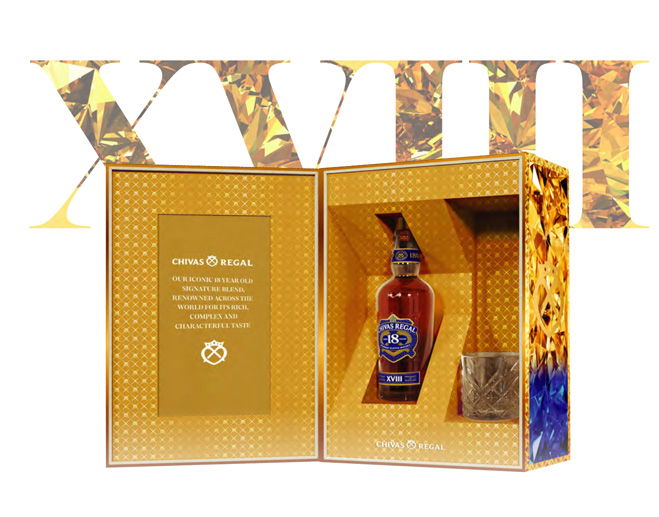 XVIII
CHIVAS REGAL
OUR ICONIC 18 YEAR OLD
SIGNATURE BLEND,
RENOWNED ACROSS THE
WORLD FOR ITS RICH,
COMPLEX AND
CHARACTERFUL TASTE
CHIVAS REGAL
18
XVIII
CHIVAS REGAL